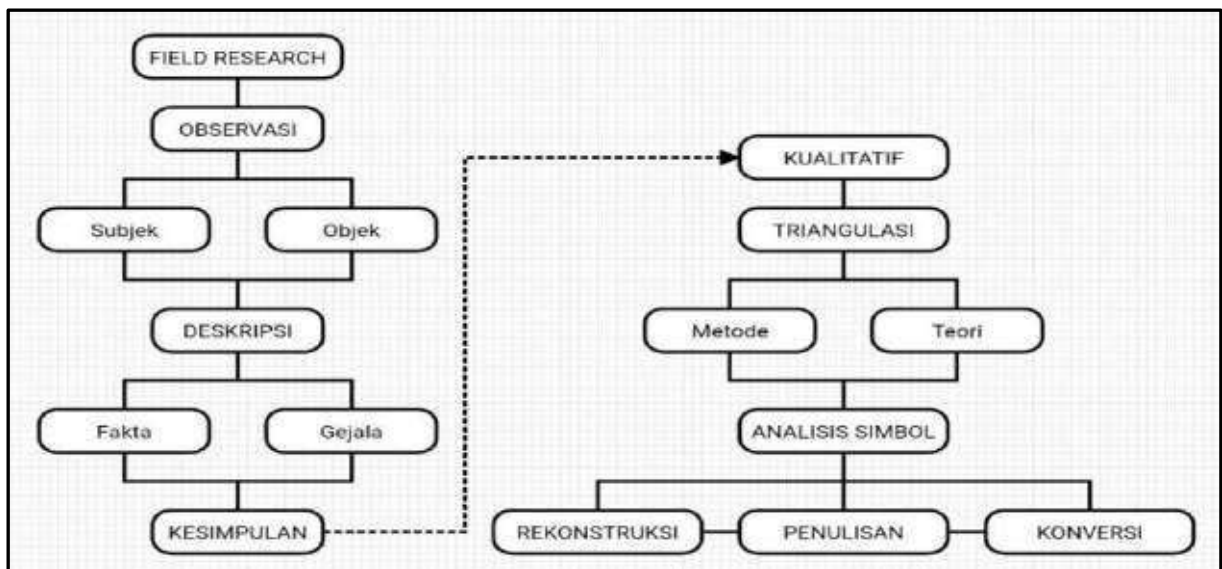 FIELD RESEARCH
OBSERVASI
Subjek
Objek
DESKRIPSI
Fakta
Gejala
KESIMPULAN
KUALITATIF
TRIANGULASI
Metode
Teori
ANALISIS SIMBOL
REKONSTRUKSI
PENULISAN
KONVERSI